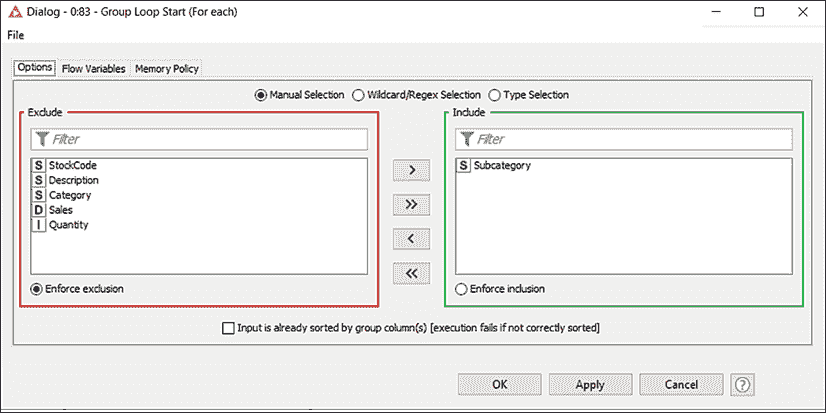 Dialog - 0:83 - Group Loop Start (For each)
File
Options Flow Variables Memory Policy
Manual Selection Wildcard/Regex Selection Type Selection
Exclude
Include
Filter
Filter
S StockCode
S Description
S Category
D Sales
I Quantity
S Subcategory
>
>>
<
<<
Enforce exclusion
Enforce inclusion
Input is already sorted by group column(s) [execution fails if not correctly sorted]
OK Apply Cancel ?